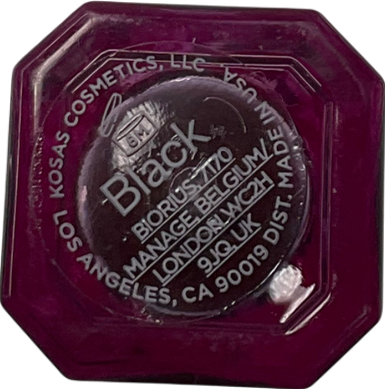 KOSAS COSMETICS, LLC
LOS ANGELES, CA 90019 DIST. MADE IN USA
6M
Black
BIORIUS, 7170
MANAGE, BELGIUM/
LONDON, WC2H
9JQ, UK